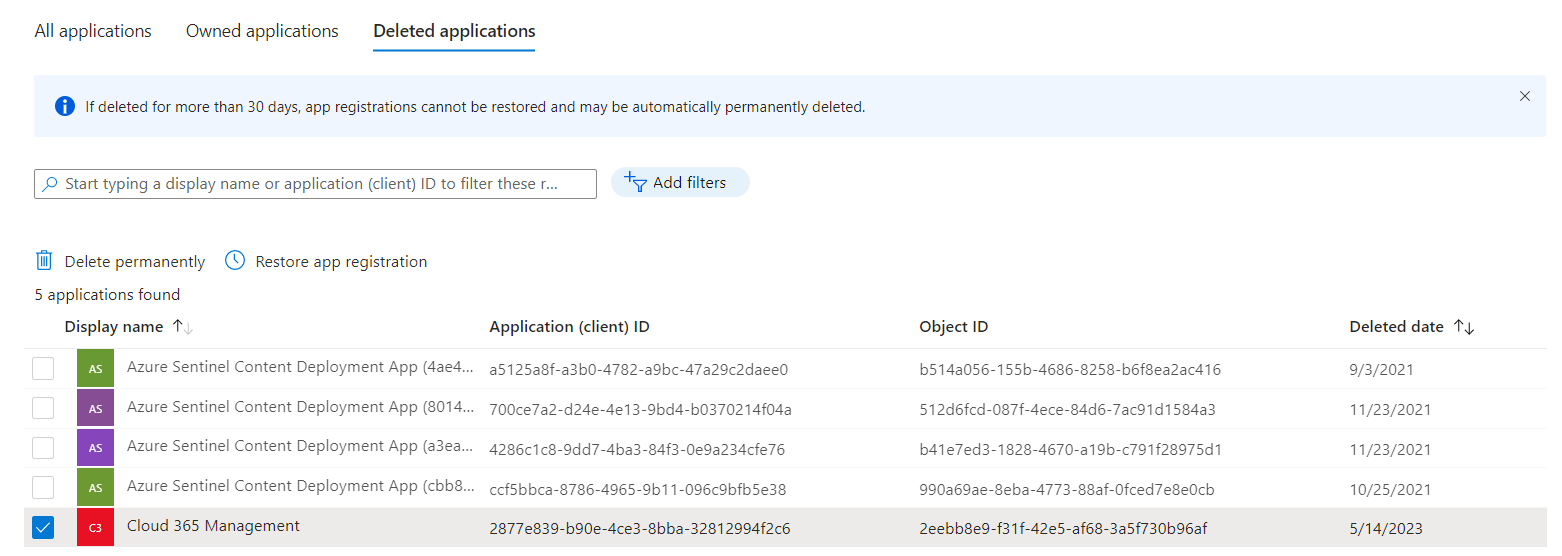 All applications Owned applications Deleted applications
If deleted for more than 30 days, app registrations cannot be restored and may be automatically permanently deleted.
Start typing a display name or application (client) ID to filter these r... Add filters
Delete permanently Restore app registration
5 applications found
Display name Application (client) ID Object ID Deleted date
AS Azure Sentinel Content Deployment App (4ae4... a5125a8f-a3b0-4782-a9bc-47a29c2daee0 b514a056-155b-4686-8258-b6f8ea2ac416 9/3/2021
AS Azure Sentinel Content Deployment App (8014... 700ce7a2-d24e-4e13-9bd4-b0370214f04a 512d6fcd-087f-4ece-84d6-7ac91d1584a3 11/23/2021
AS Azure Sentinel Content Deployment App (a3ea... 4286c1c8-9dd7-4ba3-84f3-0e9a234cfe76 b41e7ed3-1828-4670-a19b-c791f28975d1 11/23/2021
AS Azure Sentinel Content Deployment App (cbb8... ccf5bbca-8786-4965-9b11-096c9bfb5e38 990a69ae-8eba-4773-88af-0fced7e8e0cb 10/25/2021
C3 Cloud 365 Management 2877e839-b90e-4ce3-8bba-32812994f2c6 2eebb8e9-f31f-42e5-af68-3a5f730b96af 5/14/2023